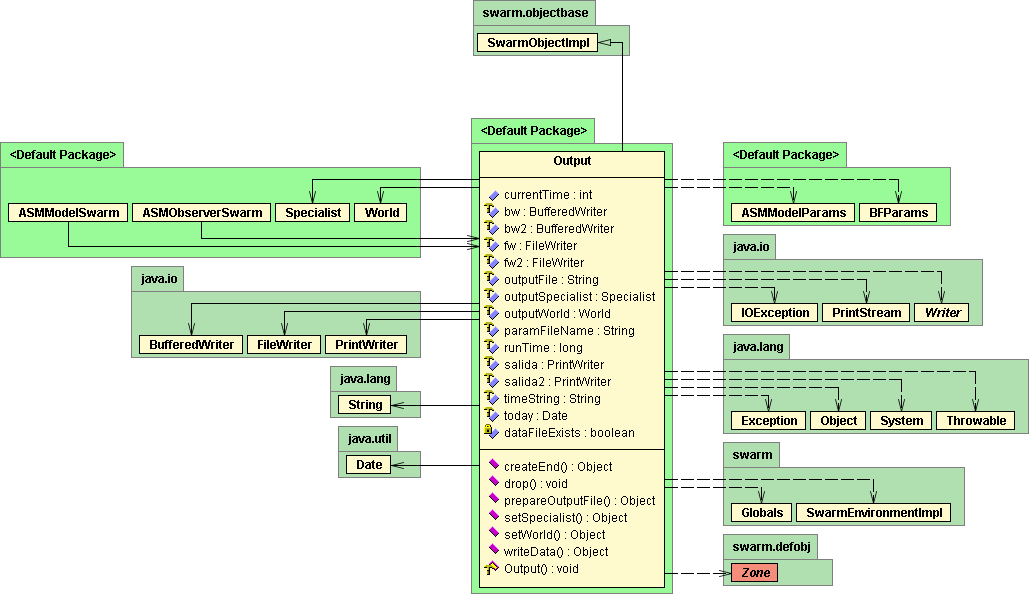 swarm.objectbase
SwarmObjectImpl
<Default Package>
ASMModelSwarm
ASMObserverSwarm
Specialist
World
java.io
BufferedWriter
FileWriter
PrintWriter
java.lang
String
java.util
Date
<Default Package>
Output
currentTime : int
bw : BufferedWriter
bw2 : BufferedWriter
fw : FileWriter
fw2 : FileWriter
outputFile : String
outputSpecialist : Specialist
outputWorld : World
paramFileName : String
runTime : long
salida : PrintWriter
salida2 : PrintWriter
timeString : String
today : Date
dataFileExists : boolean
createEnd() : Object
drop() : void
prepareOutputFile() : Object
setSpecialist() : Object
setWorld() : Object
writeData() : Object
Output() : void
<Default Package>
ASMModelParams
BFParams
java.io
IOException
PrintStream
Writer
java.lang
Exception
Object
System
Throwable
swarm
Globals
SwarmEnvironmentImpl
swarm.defobj
Zone